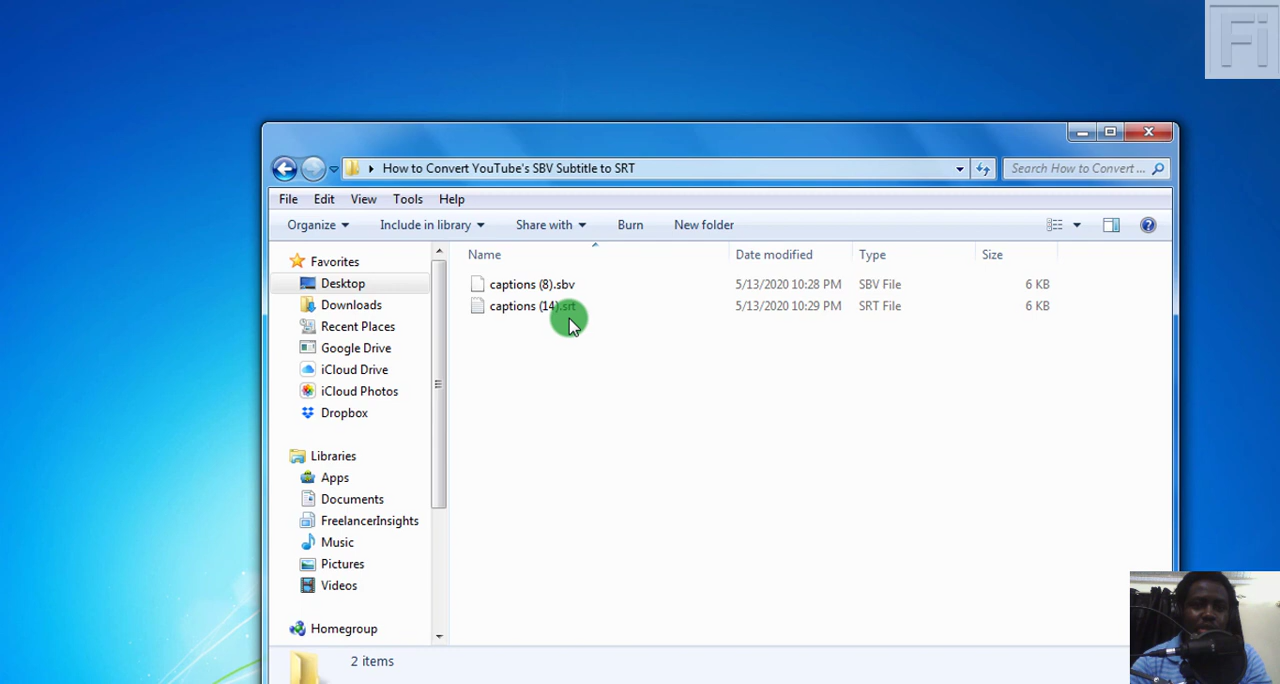 Fi
How to Convert YouTube's SBV Subtitle to SRT
Search How to Convert ...
File Edit View Tools Help
Organize Include in library Share with Burn New folder
Name Date modified Type Size
captions (8).sbv 5/13/2020 10:28 PM SBV File 6 KB
captions (14).srt 5/13/2020 10:29 PM SRT File 6 KB
Favorites
Desktop
Downloads
Recent Places
Google Drive
iCloud Drive
iCloud Photos
Dropbox
Libraries
Apps
Documents
FreelancerInsights
Music
Pictures
Videos
Homegroup
2 items